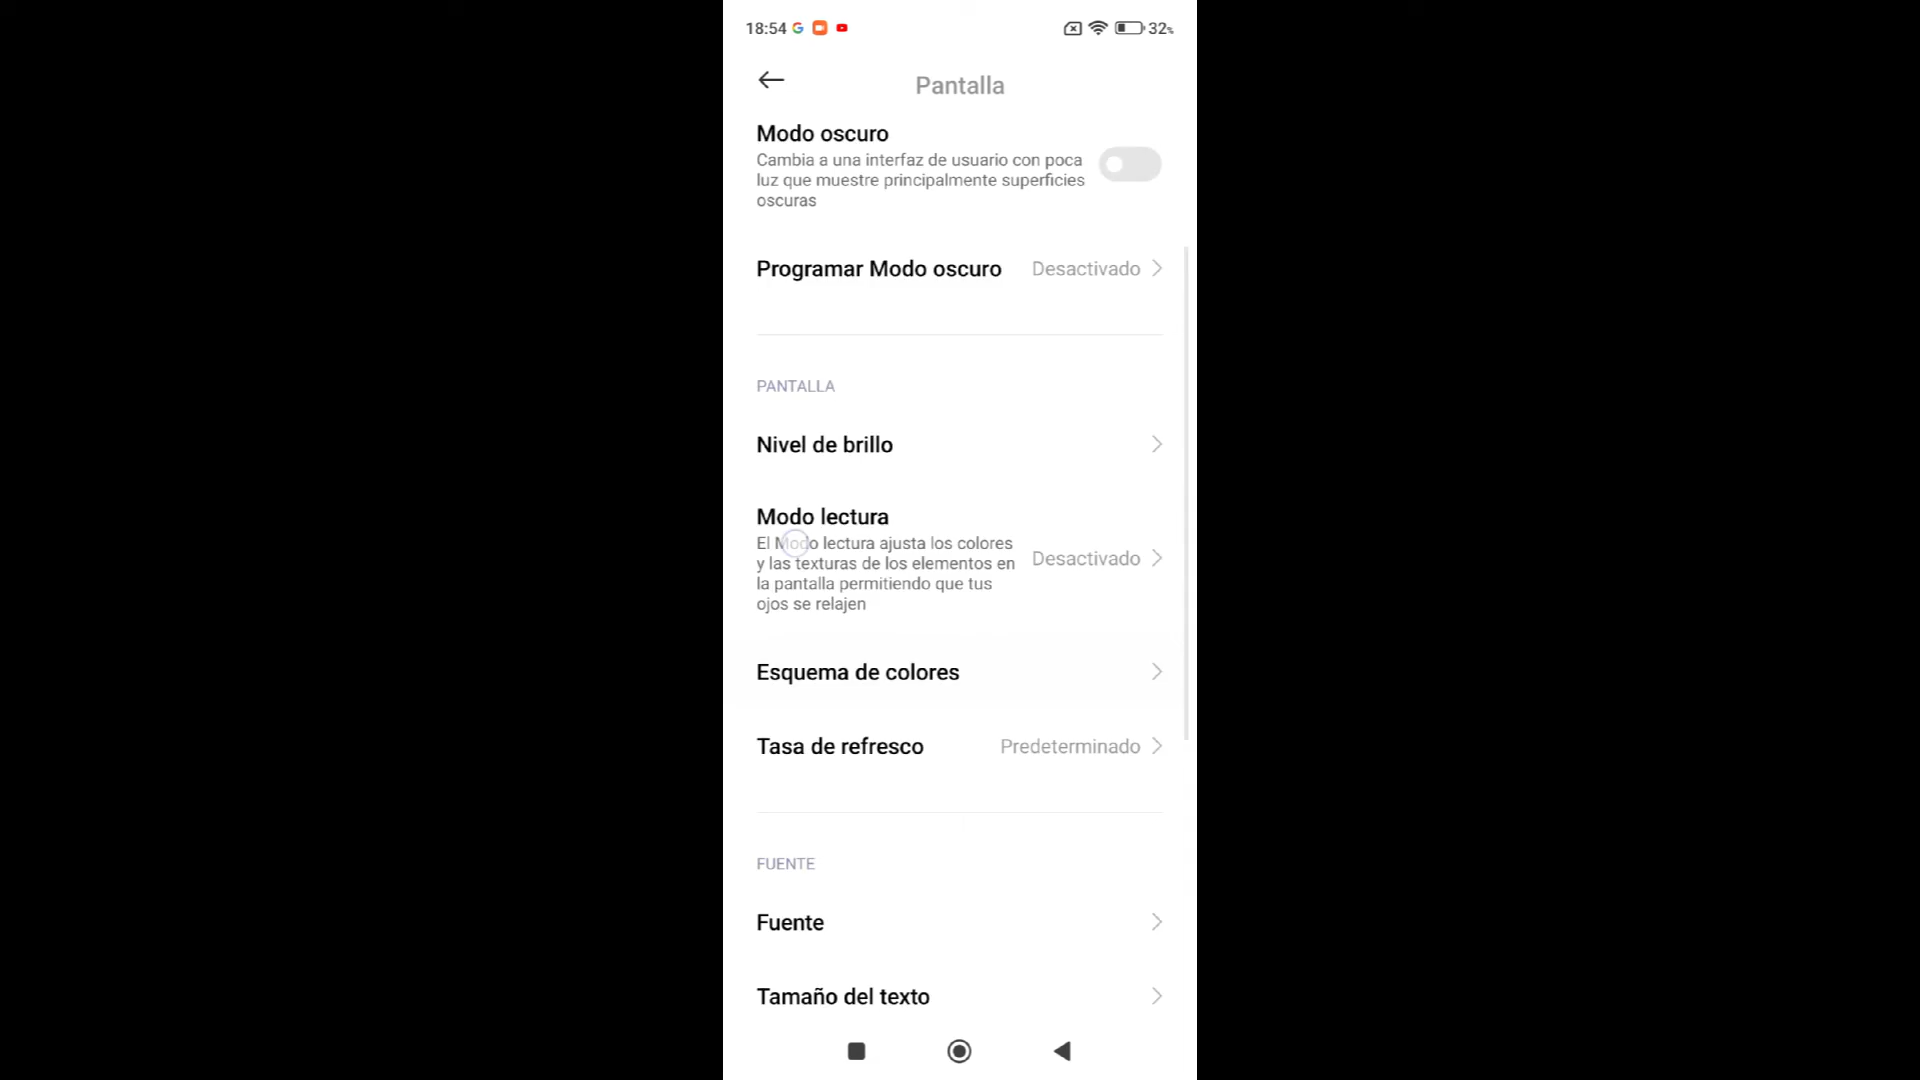 18:54 G 32%
Pantalla
Modo oscuro
Cambia a una interfaz de usuario con poca
luz que muestre principalmente superficies
oscuras
Programar Modo oscuro Desactivado
PANTALLA
Nivel de brillo
Modo lectura
El Modo lectura ajusta los colores
y las texturas de los elementos en
la pantalla permitiendo que tus
ojos se relajen
Desactivado
Esquema de colores
Tasa de refresco Predeterminado
FUENTE
Fuente
Tamaño del texto